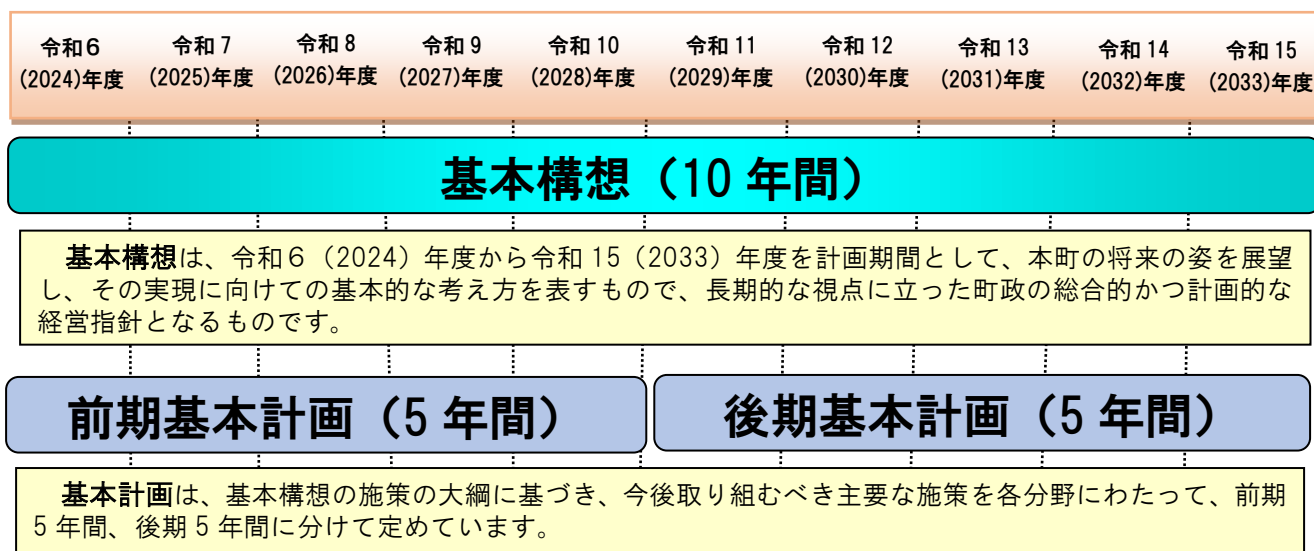 令和6 令和7 令和8 令和9 令和10 令和11 令和12 令和13 令和14 令和15
(2024)年度 (2025)年度 (2026)年度 (2027)年度 (2028)年度 (2029)年度 (2030)年度 (2031)年度 (2032)年度 (2033)年度
基本構想（10年間）
基本構想は、令和６（2024）年度から令和15（2033）年度を計画期間として、本町の将来の姿を展望
し、その実現に向けての基本的な考え方を表すもので、長期的な視点に立った町政の総合的かつ計画的な
経営指針となるものです。
前期基本計画（5年間） 後期基本計画（5年間）
基本計画は、基本構想の施策の大綱に基づき、今後取り組むべき主要な施策を各分野にわたって、前期
5年間、後期5年間に分けて定めています。